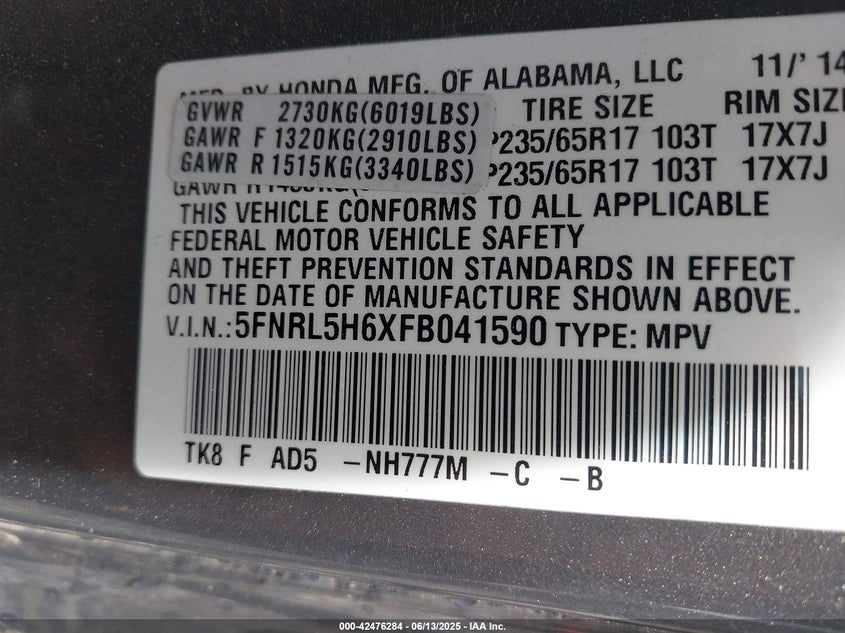 MFD. BY HONDA MFG. OF ALABAMA, LLC 11/'14
GVWR 2730KG(6019LBS) TIRE SIZE RIM SIZE
GAWR F 1320KG(2910LBS) P235/65R17 103T 17X7J
GAWR R 1515KG(3340LBS) P235/65R17 103T 17X7J
GAWR R
THIS VEHICLE CONFORMS TO ALL APPLICABLE
FEDERAL MOTOR VEHICLE SAFETY
AND THEFT PREVENTION STANDARDS IN EFFECT
ON THE DATE OF MANUFACTURE SHOWN ABOVE.
V.I.N.:5FNRL5H6XFB041590 TYPE: MPV
TK8 F AD5 -NH777M -C -B
000-42476284 - 06/13/2025 - IAA Inc.